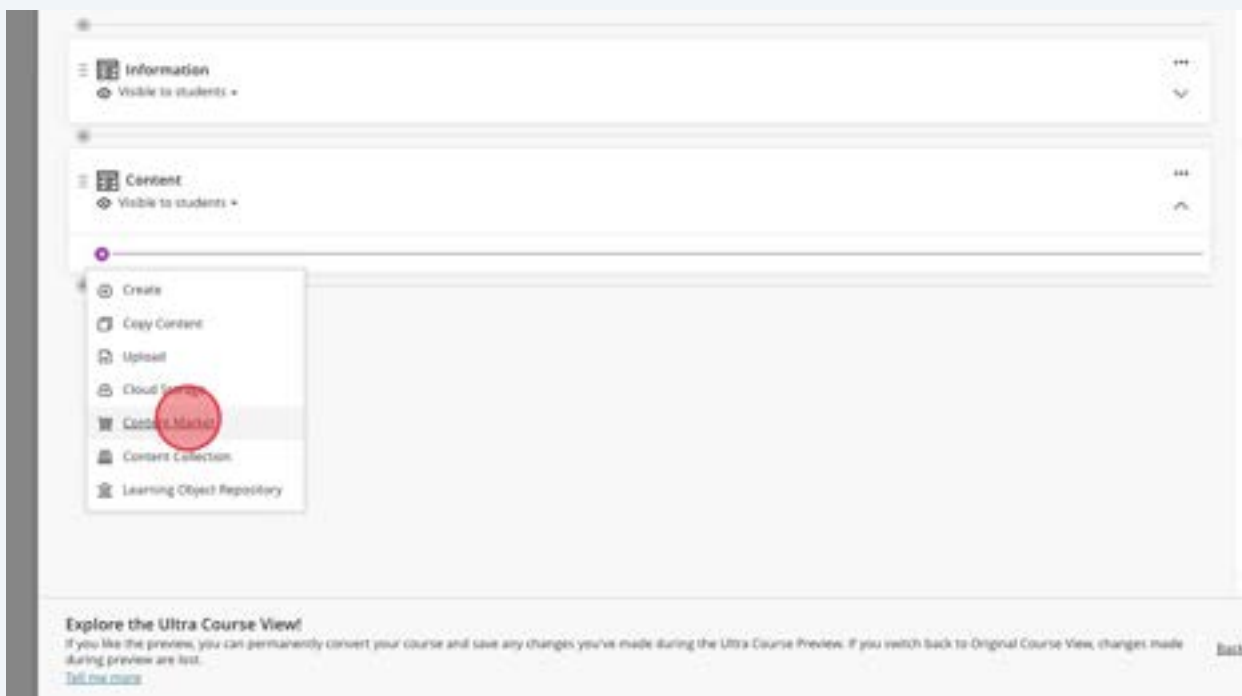 Information
Visible to students
Content
Visible to students
Create
Copy Content
Upload
Cloud Storage
Content Market
Content Collection
Learning Object Repository
Explore the Ultra Course View!
If you like the preview, you can permanently convert your course and save any changes you've made during the Ultra Course Preview. If you switch back to Original Course View, changes made
during preview are lost.
Back
Tell me more